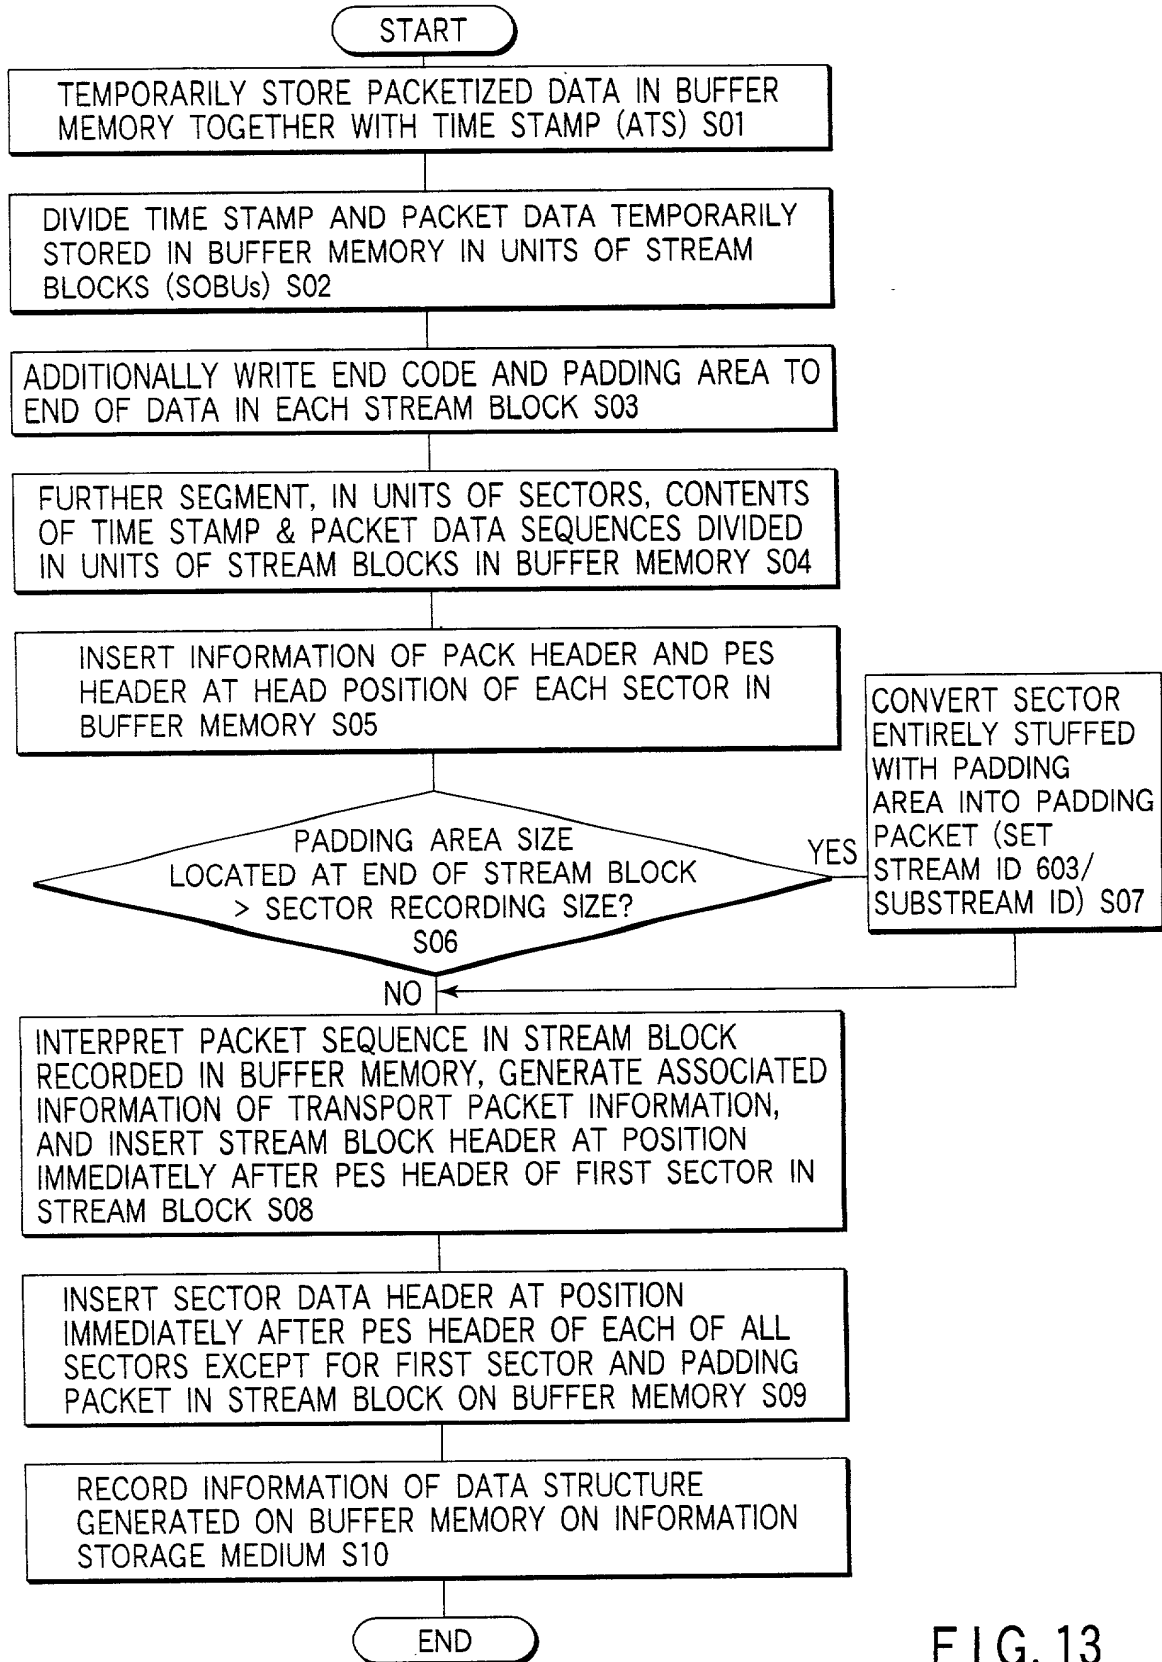 START
TEMPORARILY STORE PACKETIZED DATA IN BUFFER
MEMORY TOGETHER WITH TIME STAMP (ATS) S01
DIVIDE TIME STAMP AND PACKET DATA TEMPORARILY
STORED IN BUFFER MEMORY IN UNITS OF STREAM
BLOCKS (SOBUs) S02
ADDITIONALLY WRITE END CODE AND PADDING AREA TO
END OF DATA IN EACH STREAM BLOCK S03
FURTHER SEGMENT, IN UNITS OF SECTORS, CONTENTS
OF TIME STAMP & PACKET DATA SEQUENCES DIVIDED
IN UNITS OF STREAM BLOCKS IN BUFFER MEMORY S04
INSERT INFORMATION OF PACK HEADER AND PES
HEADER AT HEAD POSITION OF EACH SECTOR IN
BUFFER MEMORY S05
PADDING AREA SIZE
LOCATED AT END OF STREAM BLOCK
> SECTOR RECORDING SIZE?
S06
YES
CONVERT SECTOR
ENTIRELY STUFFED
WITH PADDING
AREA INTO PADDING
PACKET (SET
STREAM ID 603/
SUBSTREAM ID) S07
NO
INTERPRET PACKET SEQUENCE IN STREAM BLOCK
RECORDED IN BUFFER MEMORY, GENERATE ASSOCIATED
INFORMATION OF TRANSPORT PACKET INFORMATION,
AND INSERT STREAM BLOCK HEADER AT POSITION
IMMEDIATELY AFTER PES HEADER OF FIRST SECTOR IN
STREAM BLOCK S08
INSERT SECTOR DATA HEADER AT POSITION
IMMEDIATELY AFTER PES HEADER OF EACH OF ALL
SECTORS EXCEPT FOR FIRST SECTOR AND PADDING
PACKET IN STREAM BLOCK ON BUFFER MEMORY S09
RECORD INFORMATION OF DATA STRUCTURE
GENERATED ON BUFFER MEMORY ON INFORMATION
STORAGE MEDIUM S10
END
FIG. 13